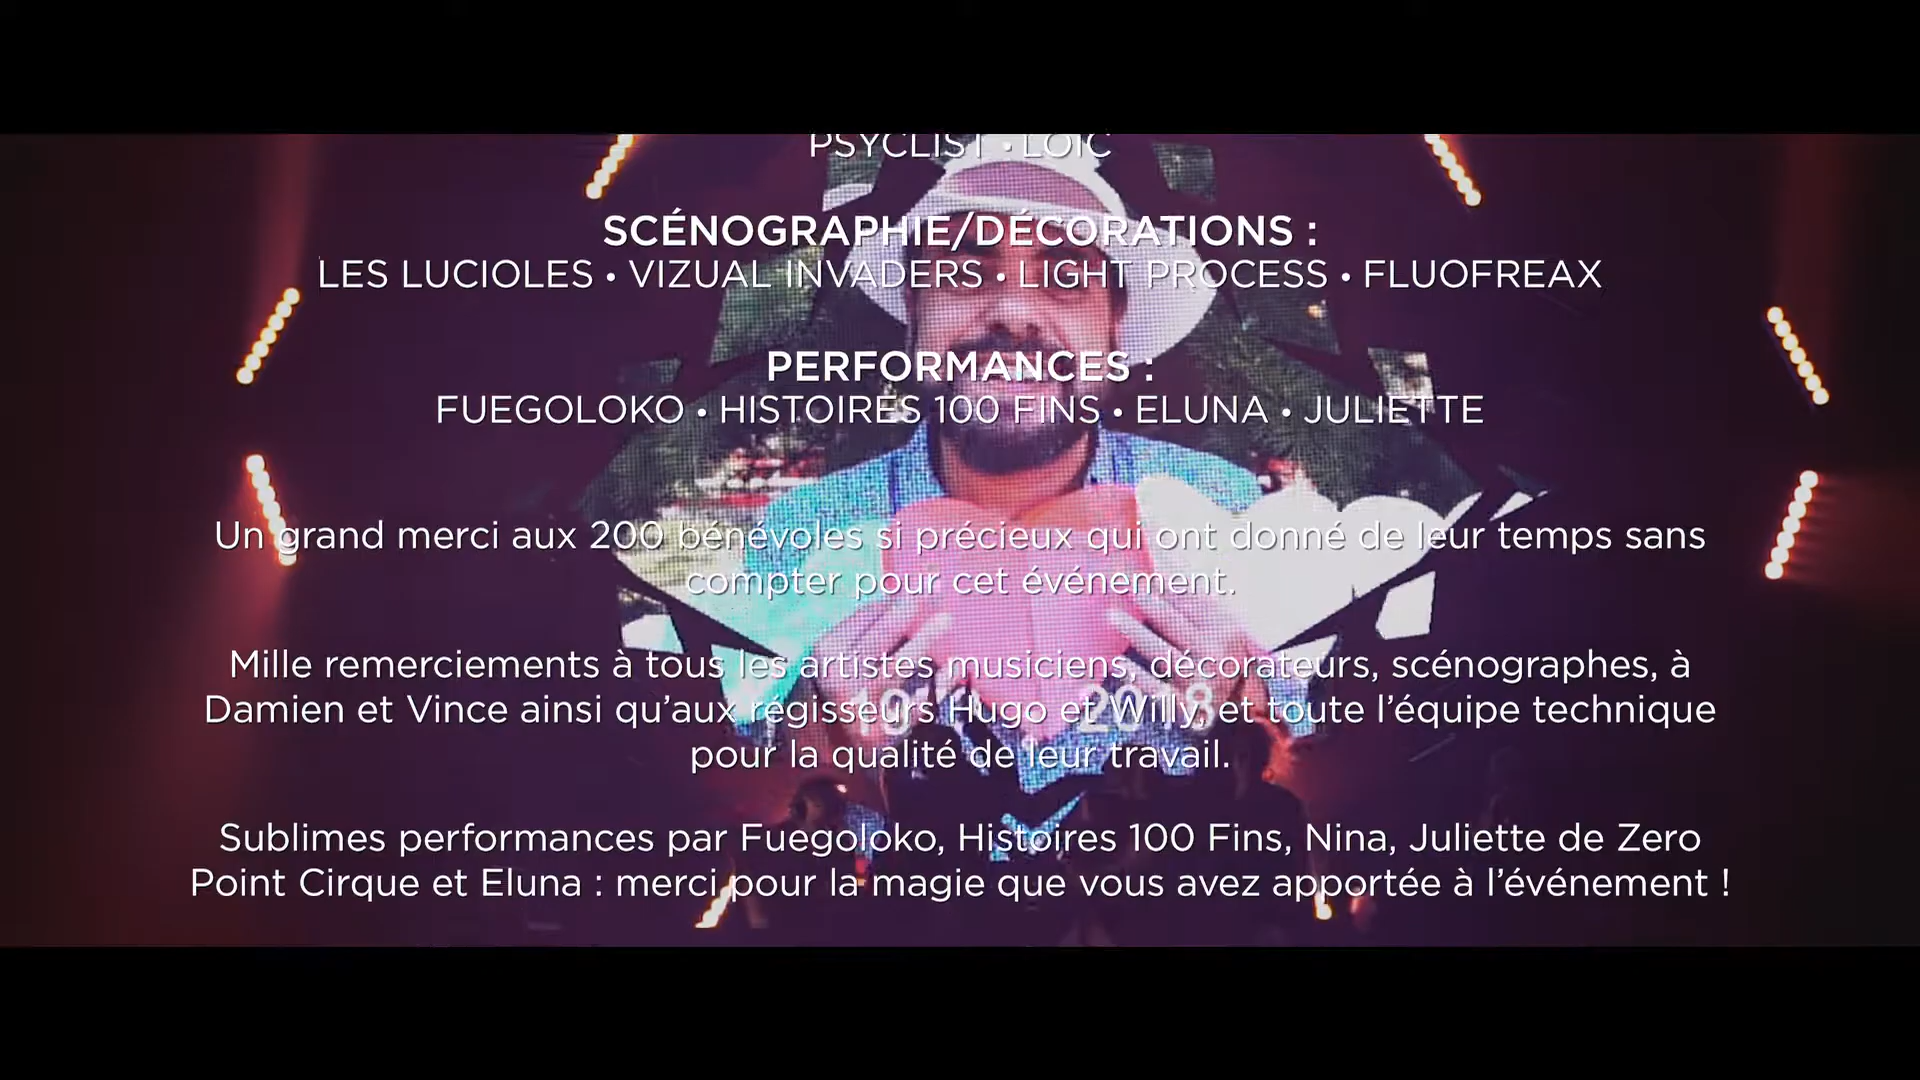 PSYCLIST • LOIC
SCÉNOGRAPHIE/DÉCORATIONS :
LES LUCIOLES • VIZUAL INVADERS • LIGHT PROCESS • FLUOFREAX
PERFORMANCES :
FUEGOLOKO • HISTOIRES 100 FINS • ELUNA • JULIETTE
Un grand merci aux 200 bénévoles si précieux qui ont donné de leur temps sans
compter pour cet événement.
Mille remerciements à tous les artistes musiciens, décorateurs, scénographes, à
Damien et Vince ainsi qu'aux régisseurs Hugo et Willy, et toute l'équipe technique
pour la qualité de leur travail.
2018
Sublimes performances par Fuegoloko, Histoires 100 Fins, Nina, Juliette de Zero
Point Cirque et Eluna : merci pour la magie que vous avez apportée à l'événement !